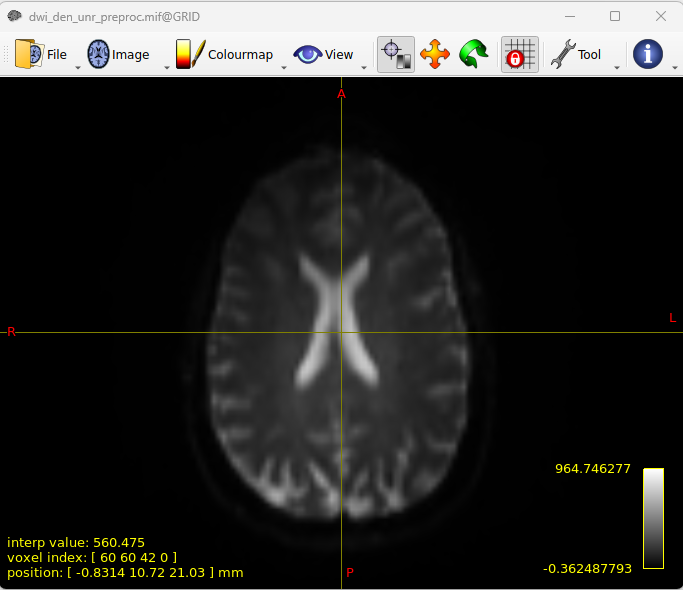 dwi_den_unr_preproc.mif@GRID
File Image Colourmap View Tool
A
R
L
964.746277
interp value: 560.475
voxel index: [ 60 60 42 0 ]
position: [ -0.8314 10.72 21.03 ] mm
P
-0.362487793